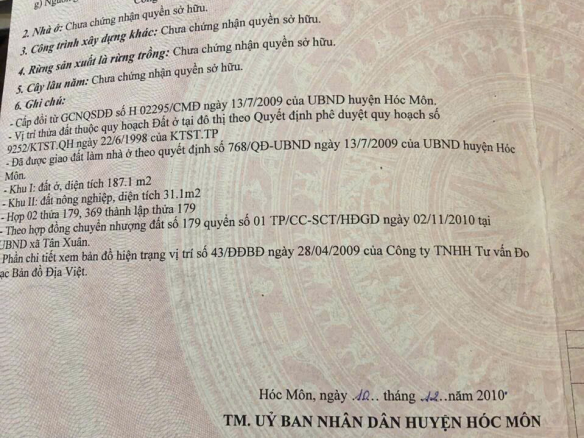 g) Nguồn
2. Nhà ở: Chưa chứng nhận quyền sở hữu.
3. Công trình xây dựng khác: Chưa chứng nhận quyền sở hữu.
4. Rừng sản xuất là rừng trồng: Chưa chứng nhận quyền sở hữu.
5. Cây lâu năm: Chưa chứng nhận quyền sở hữu.
6. Ghi chú:
- Cấp đổi từ GCNQSDĐ số H 02295/CMĐ ngày 13/7/2009 của UBND huyện Hóc Môn.
- Vị trí thửa đất thuộc quy hoạch Đất ở tại đô thị theo Quyết định phê duyệt quy hoạch số
9252/KTST.QH ngày 22/6/1998 của KTST.TP
- Đã được giao đất làm nhà ở theo quyết định số 768/QĐ-UBND ngày 13/7/2009 của UBND huyện Hóc
Môn.
- Khu I: đất ở, diện tích 187.1 m2
- Khu II: đất nông nghiệp, diện tích 31.1m2
- Hợp 02 thửa 179, 369 thành lập thửa 179
- Theo hợp đồng chuyển nhượng đất số 179 quyển số 01 TP/CC-SCT/HĐGD ngày 02/11/2010 tại
UBND xã Tân Xuân.
Phần chi tiết xem bản đồ hiện trạng vị trí số 43/ĐĐBĐ ngày 28/04/2009 của Công ty TNHH Tư vấn Đo
ạc Bản đồ Địa Việt.
Hóc Môn, ngày 10 tháng 12 năm 2010
TM. UỶ BAN NHÂN DÂN HUYỆN HÓC MÔN